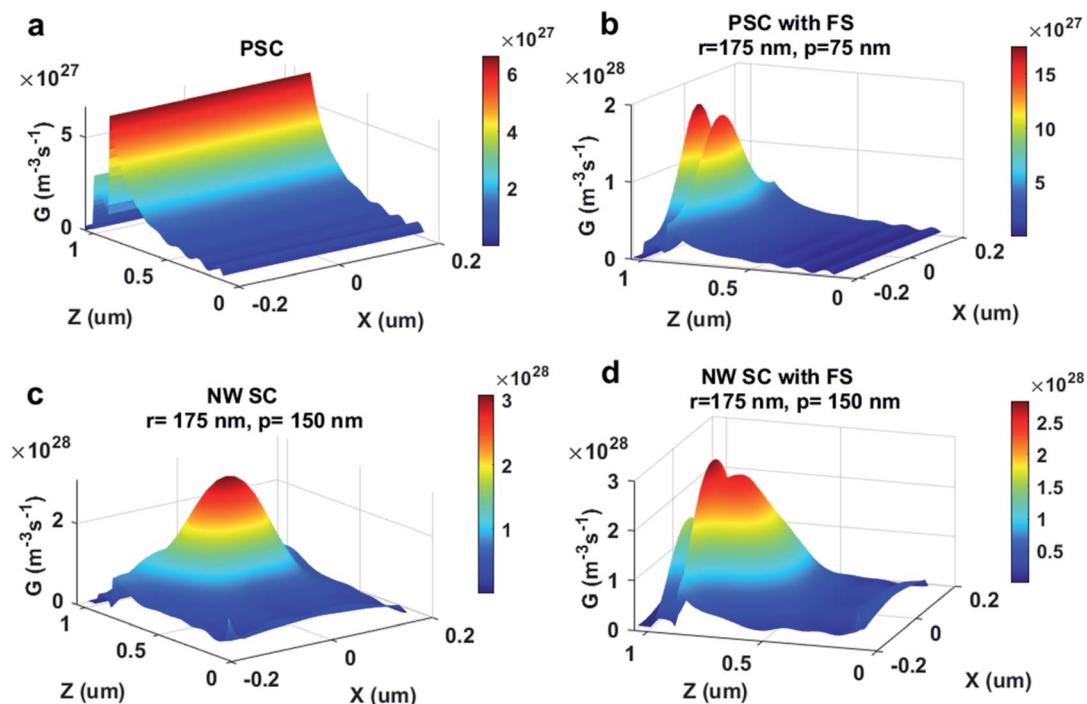 a
PSC
×10^27
G (m^-3s^-1)
5
0
1
0.5
0
Z (um)
-0.2
0
0.2
X (um)
×10^27
6
4
2
b
PSC with FS
r=175 nm, p=75 nm
×10^28
G (m^-3s^-1)
2
1
0
1
0.5
0
Z (um)
-0.2
0
0.2
X (um)
×10^27
15
10
5
c
NW SC
r= 175 nm, p= 150 nm
×10^28
G (m^-3s^-1)
2
0
1
0.5
0
Z (um)
-0.2
0
0.2
X (um)
×10^28
3
2
1
d
NW SC with FS
r=175 nm, p= 150 nm
×10^28
G (m^-3s^-1)
3
2
1
0
1
0.5
0
Z (um)
-0.2
0
0.2
X (um)
×10^28
2.5
2
1.5
1
0.5